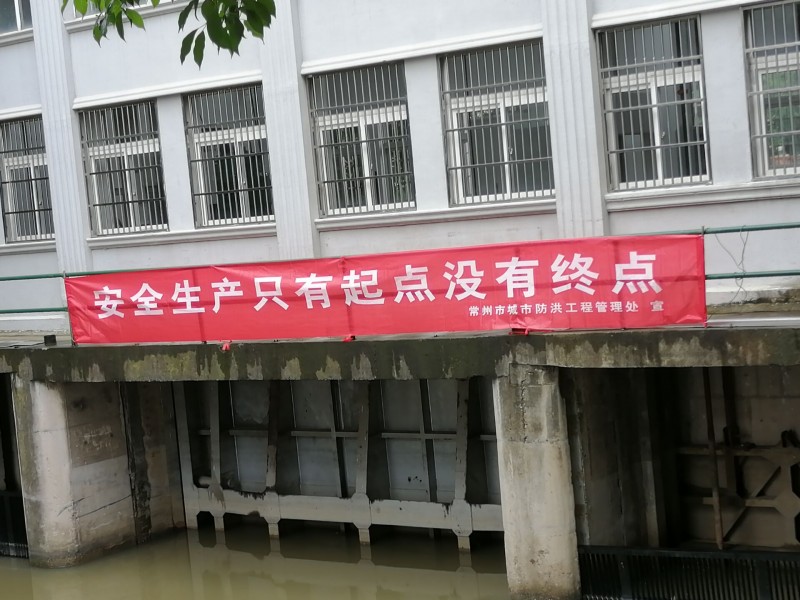 安全生产只有起点没有终点
常州市城市防洪工程管理处 宣